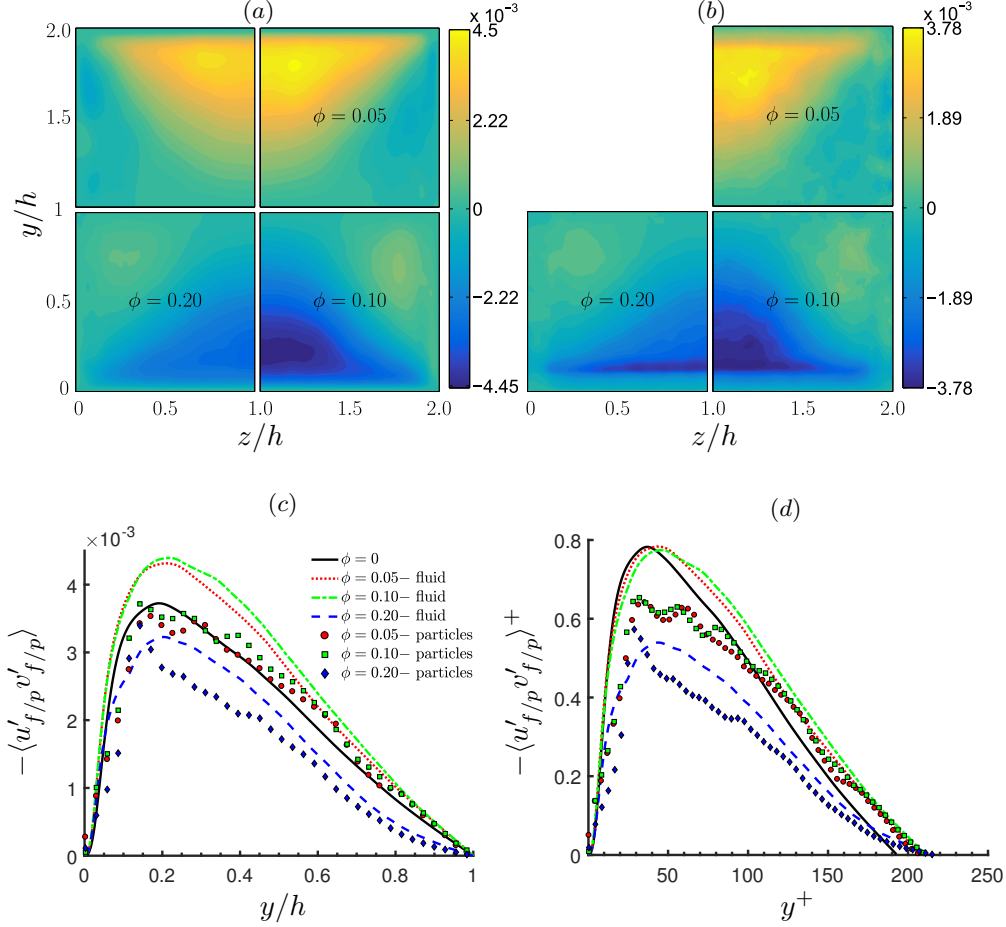 (a)
x 10⁻³
2.0
1.5
1.0
1
0.5
0
y/h
ϕ = 0.05
ϕ = 0.20
ϕ = 0.10
0
0.5
1.0
1.5
2.0
z/h
4.5
2.22
0
−2.22
−4.45
(b)
x 10⁻³
ϕ = 0.05
ϕ = 0.20
ϕ = 0.10
0
0.5
1.0
1.5
2.0
z/h
3.78
1.89
0
−1.89
−3.78
(c)
×10⁻³
4
3
2
1
0
−⟨u′f/p v′f/p⟩
0
0.2
0.4
0.6
0.8
1
y/h
ϕ = 0
ϕ = 0.05− fluid
ϕ = 0.10− fluid
ϕ = 0.20− fluid
ϕ = 0.05− particles
ϕ = 0.10− particles
ϕ = 0.20− particles
(d)
0.8
0.6
0.4
0.2
0
−⟨u′f/p v′f/p⟩⁺
0
50
100
150
200
250
y⁺